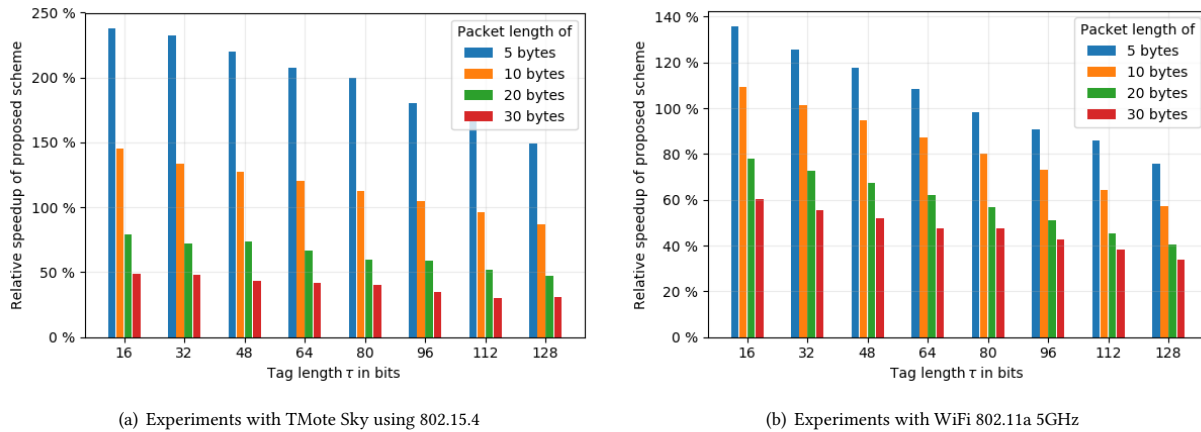 250 %
200 %
150 %
100 %
50 %
0 %
Relative speedup of proposed scheme
Packet length of
5 bytes
10 bytes
20 bytes
30 bytes
16 32 48 64 80 96 112 128
Tag length τ in bits
(a) Experiments with TMote Sky using 802.15.4
140 %
120 %
100 %
80 %
60 %
40 %
20 %
0 %
Relative speedup of proposed scheme
Packet length of
5 bytes
10 bytes
20 bytes
30 bytes
16 32 48 64 80 96 112 128
Tag length τ in bits
(b) Experiments with WiFi 802.11a 5GHz